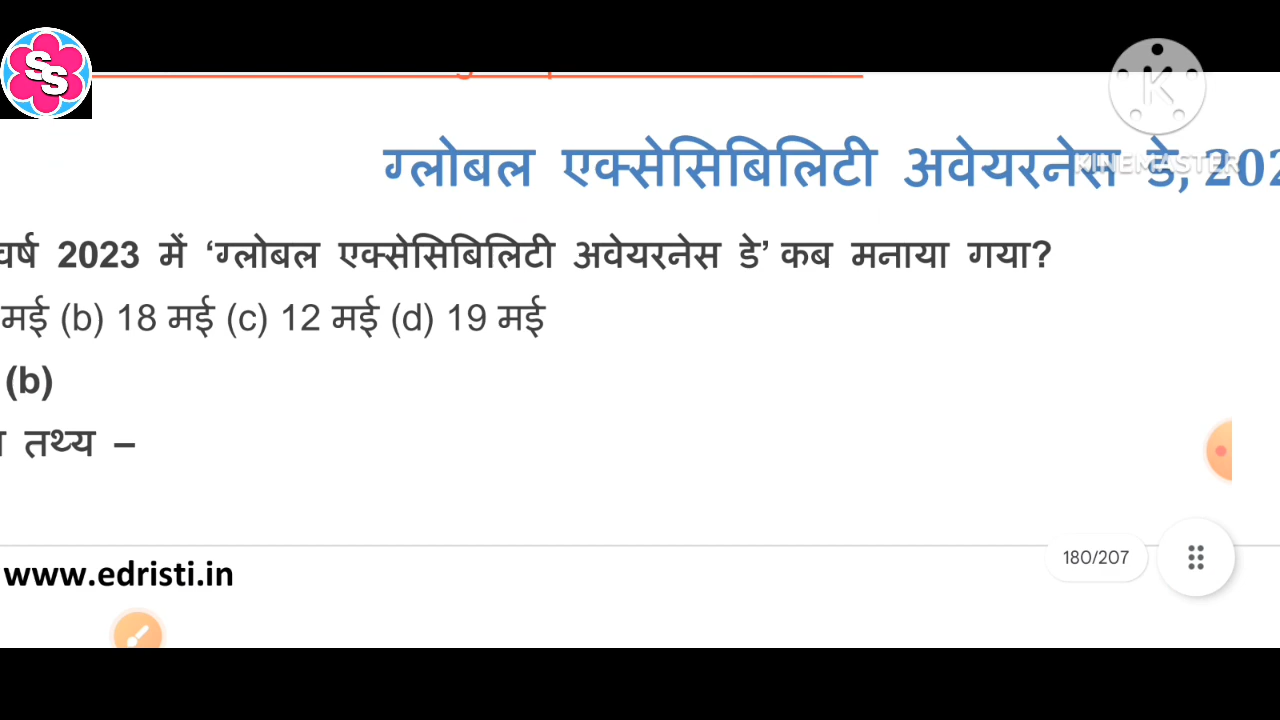 SS
KINEMASTER
ग्लोबल एक्सेसिबिलिटी अवेयरनेस डे, 202
वर्ष 2023 में ‘ग्लोबल एक्सेसिबिलिटी अवेयरनेस डे’ कब मनाया गया?
मई (b) 18 मई (c) 12 मई (d) 19 मई
(b)
तथ्य –
www.edristi.in
180/207